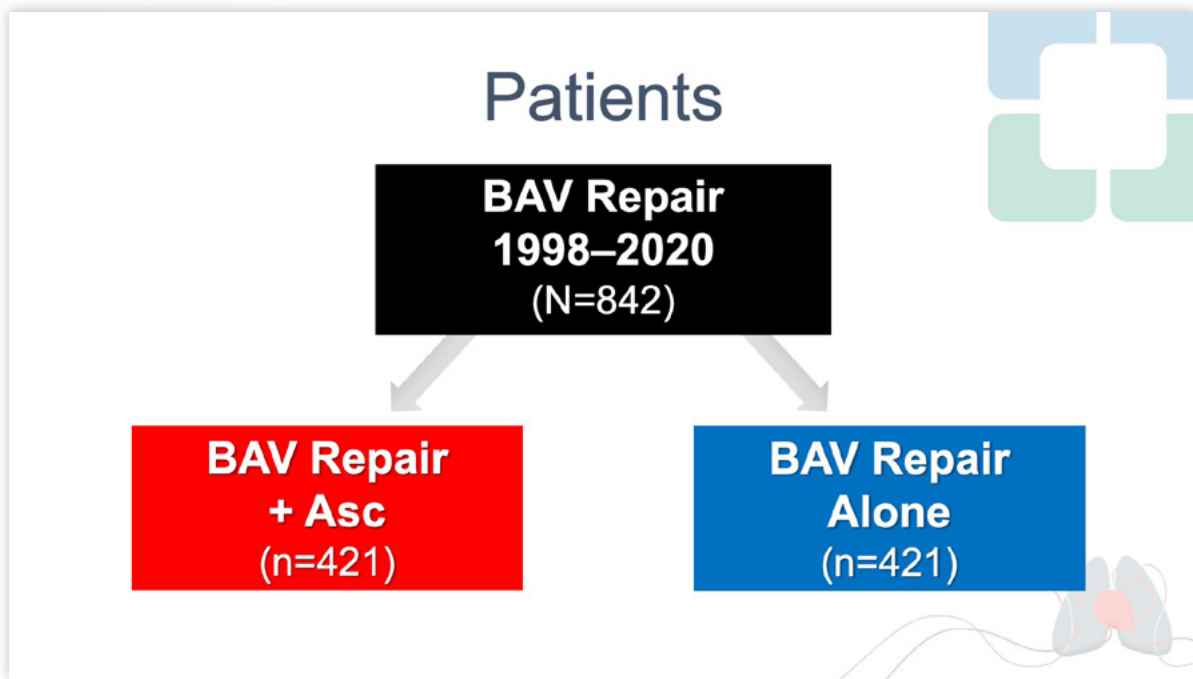 Patients
BAV Repair
1998–2020
(N=842)
BAV Repair
+ Asc
(n=421)
BAV Repair
Alone
(n=421)